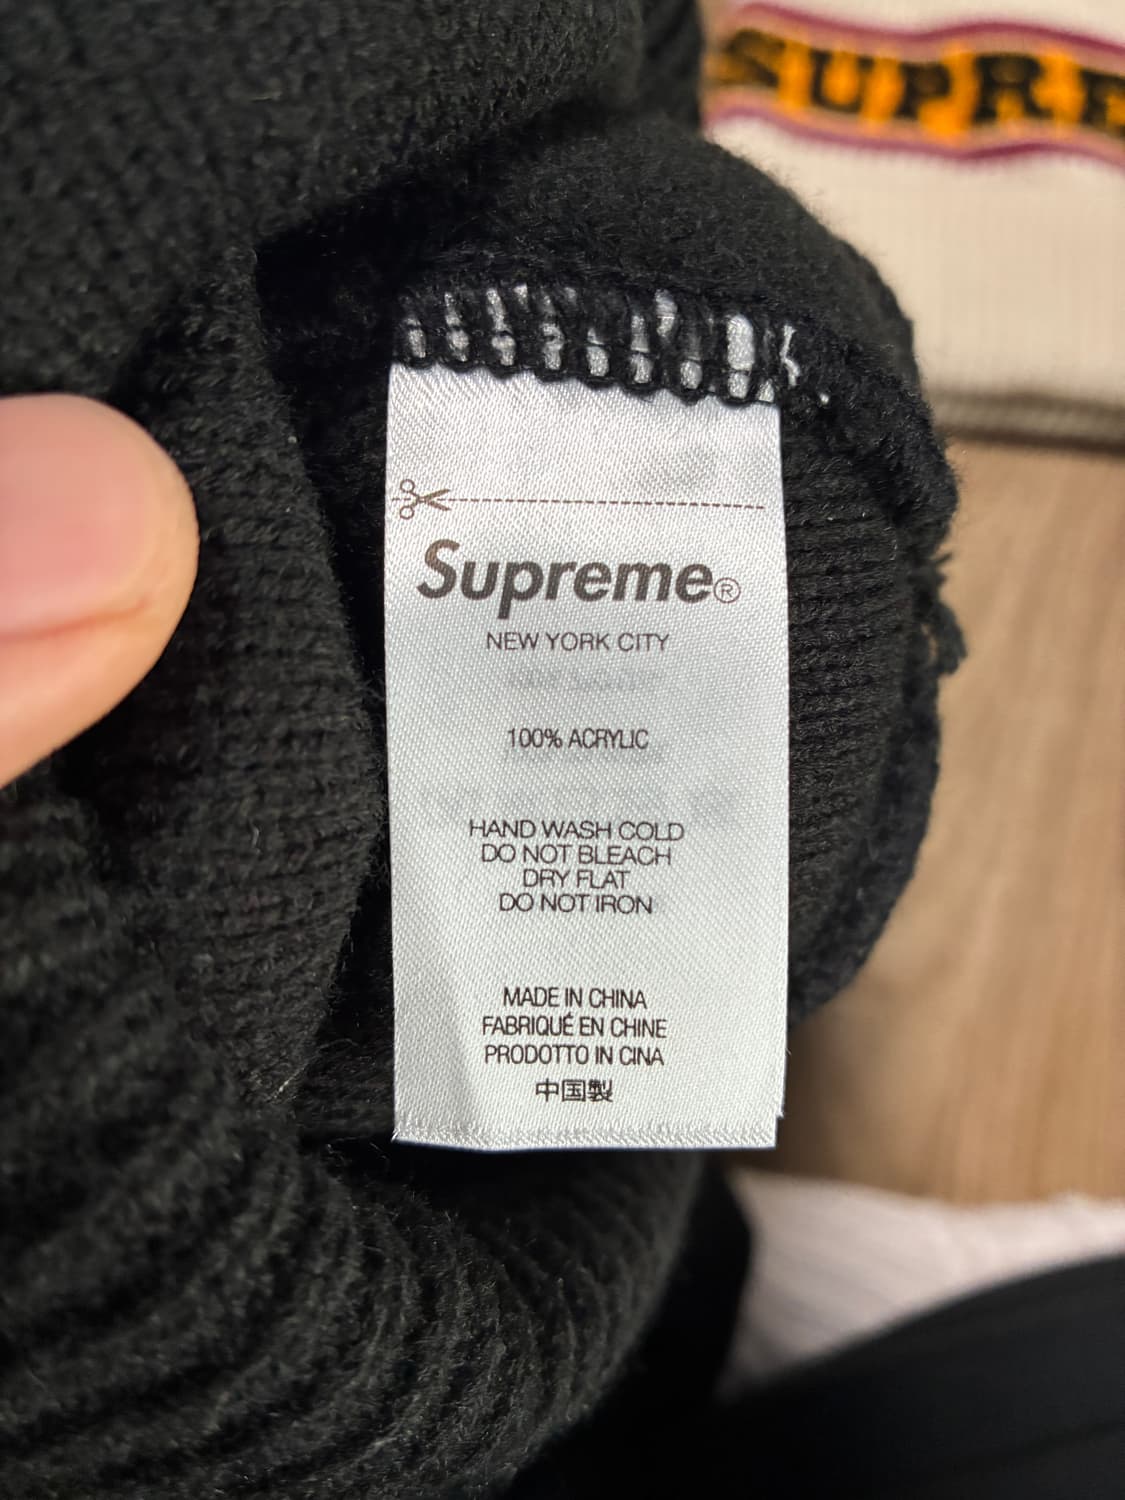 SUPRE
Supreme®
NEW YORK CITY
100% ACRYLIC
HAND WASH COLD
DO NOT BLEACH
DRY FLAT
DO NOT IRON
MADE IN CHINA
FABRIQUÉ EN CHINE
PRODOTTO IN CINA
中国製